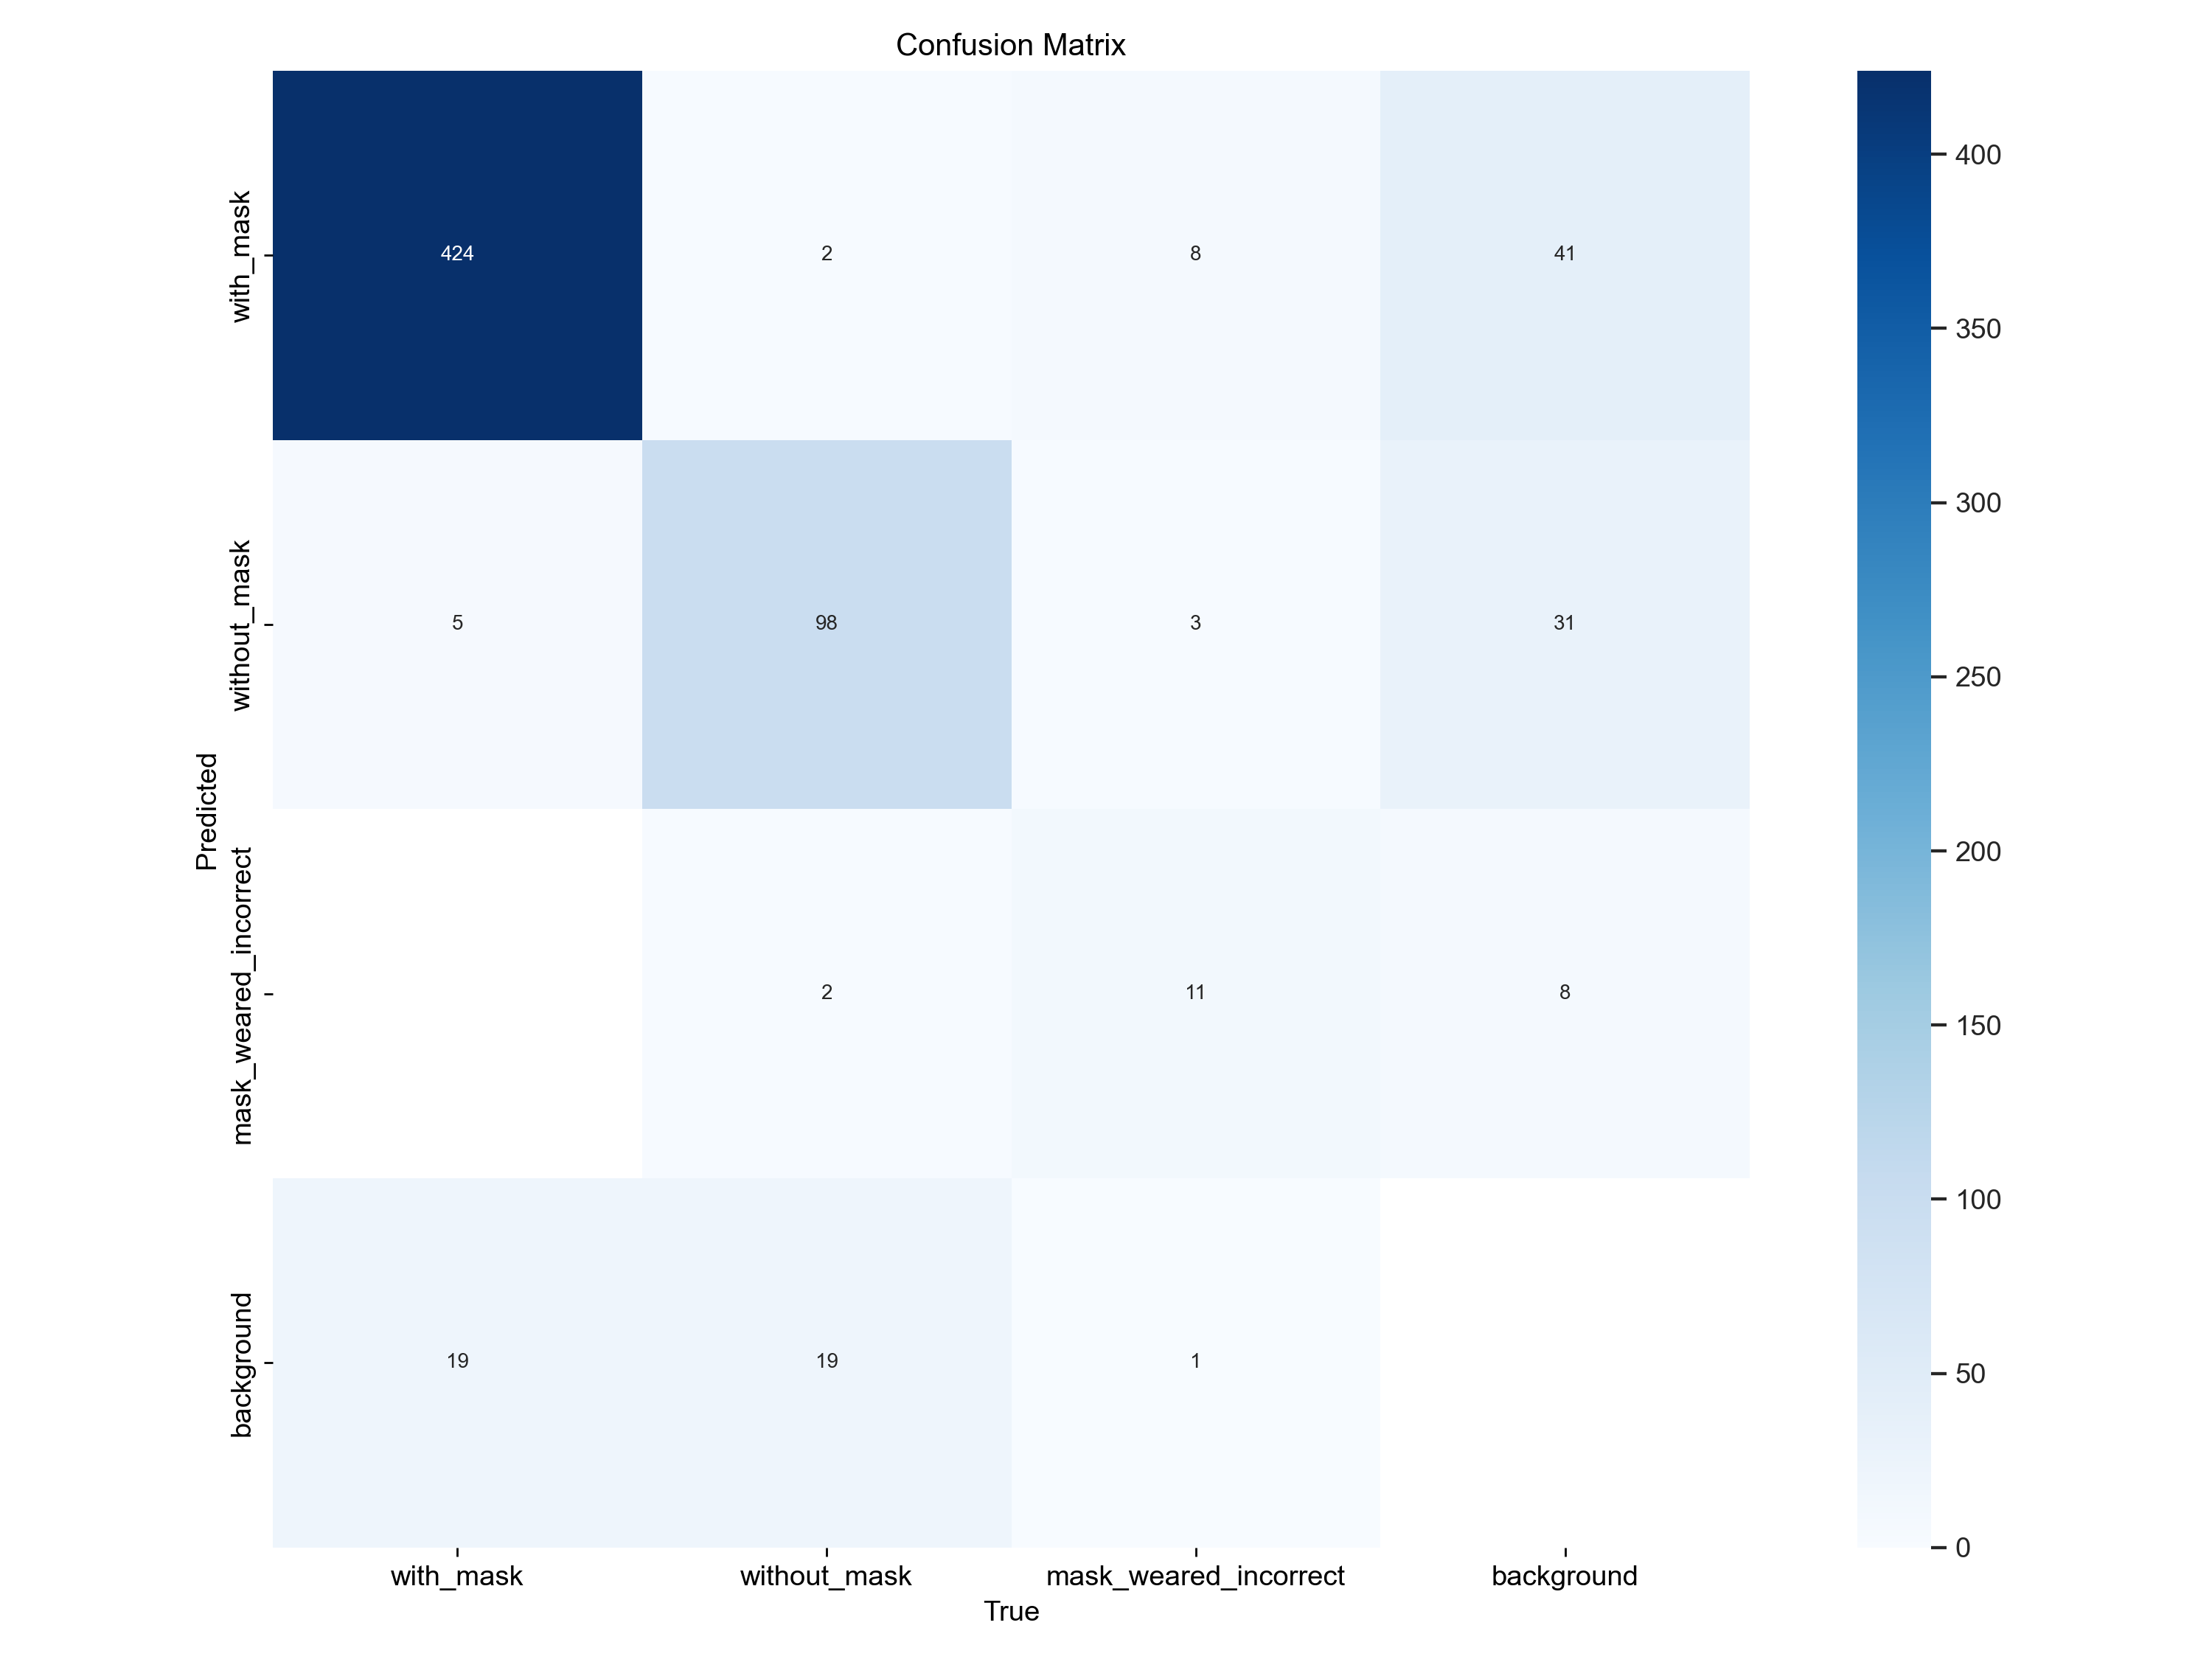 Confusion Matrix
with_mask
424
2
8
41
without_mask
5
98
3
31
Predicted
mask_weared_incorrect
2
11
8
background
19
19
1
with_mask
without_mask
mask_weared_incorrect
background
True
400
350
300
250
200
150
100
50
0